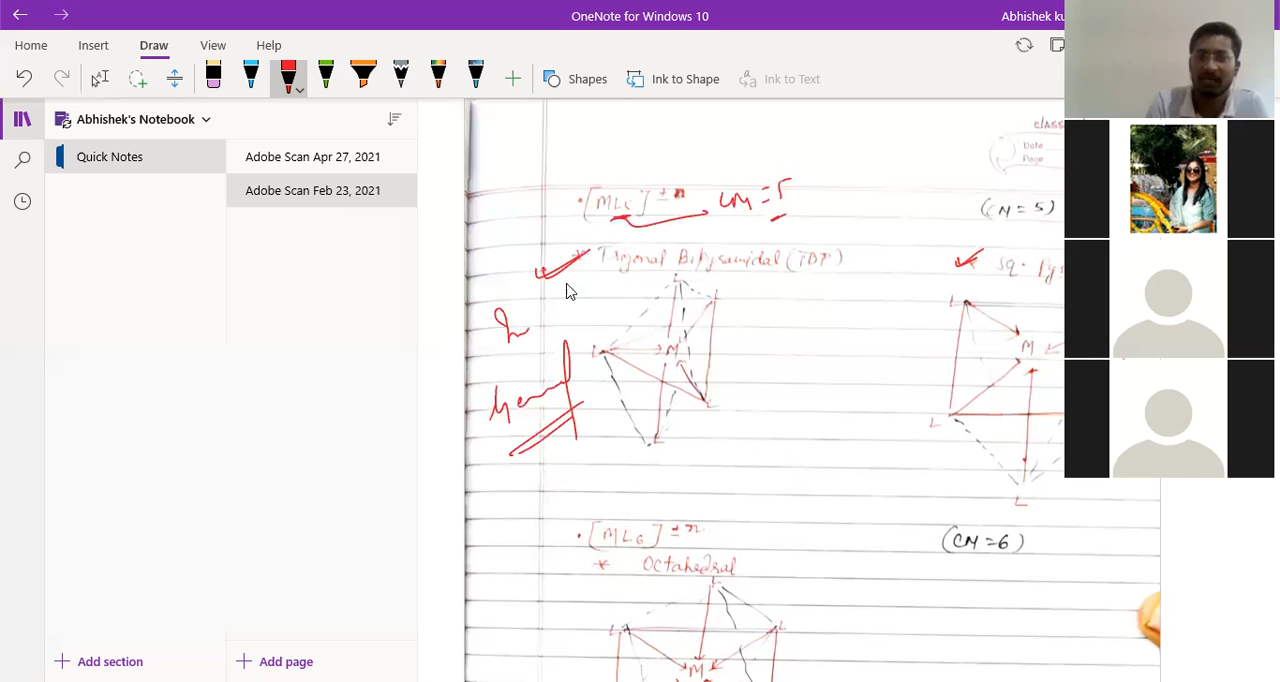 OneNote for Windows 10
Abhishek ku
Home Insert Draw View Help
Shapes Ink to Shape Ink to Text
Abhishek's Notebook
Quick Notes
Adobe Scan Apr 27, 2021
Adobe Scan Feb 23, 2021
Date
Page
CN = 5
(CN = 5)
* Trigonal Bipyramidal (TBP)
Sq. Py
L
L
L
M
L
L
L
M
L
L
• [ML6]±n
(CN = 6)
* Octahedral
L
L
L
M
Add section
Add page